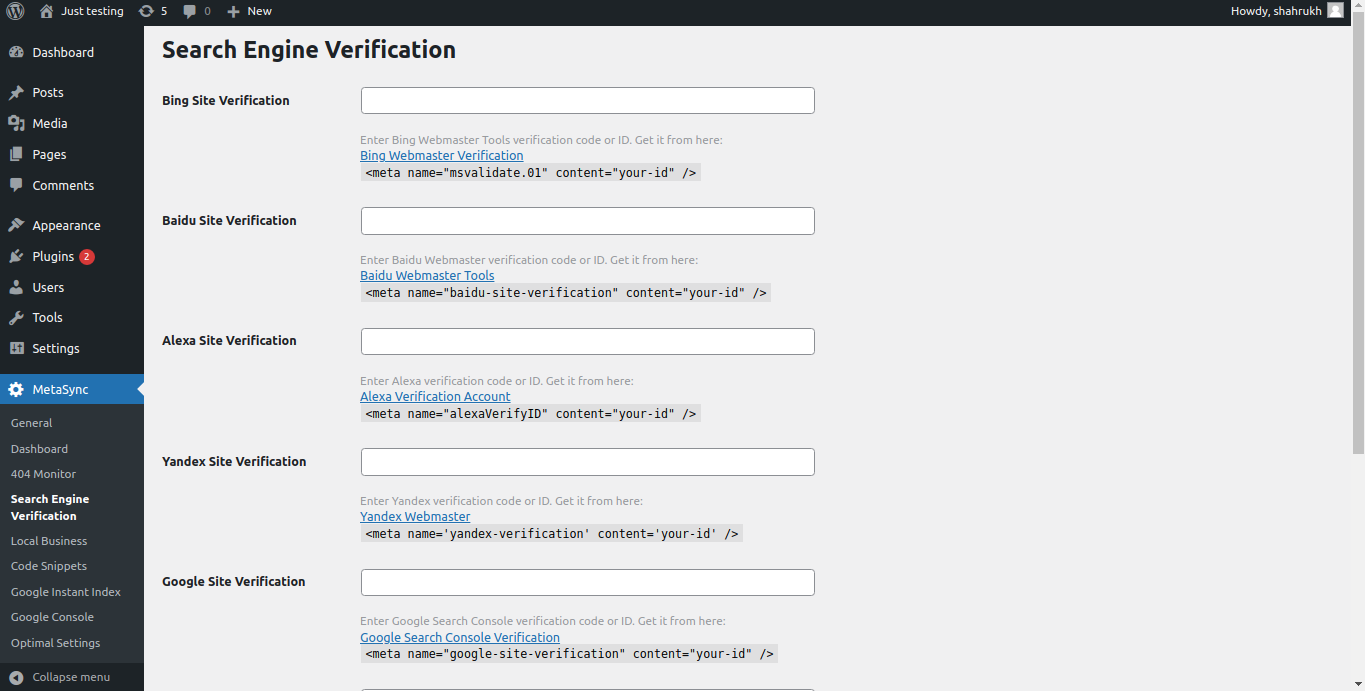 Just testing 5 0 New Howdy, shahrukh
Dashboard
Posts
Media
Pages
Comments
Appearance
Plugins 2
Users
Tools
Settings
MetaSync
General
Dashboard
404 Monitor
Search Engine
Verification
Local Business
Code Snippets
Google Instant Index
Google Console
Optimal Settings
Collapse menu
Search Engine Verification
Bing Site Verification
Enter Bing Webmaster Tools verification code or ID. Get it from here:
Bing Webmaster Verification
<meta name="msvalidate.01" content="your-id" />
Baidu Site Verification
Enter Baidu Webmaster verification code or ID. Get it from here:
Baidu Webmaster Tools
<meta name="baidu-site-verification" content="your-id" />
Alexa Site Verification
Enter Alexa verification code or ID. Get it from here:
Alexa Verification Account
<meta name="alexaVerifyID" content="your-id" />
Yandex Site Verification
Enter Yandex verification code or ID. Get it from here:
Yandex Webmaster
<meta name='yandex-verification' content='your-id' />
Google Site Verification
Enter Google Search Console verification code or ID. Get it from here:
Google Search Console Verification
<meta name="google-site-verification" content="your-id" />